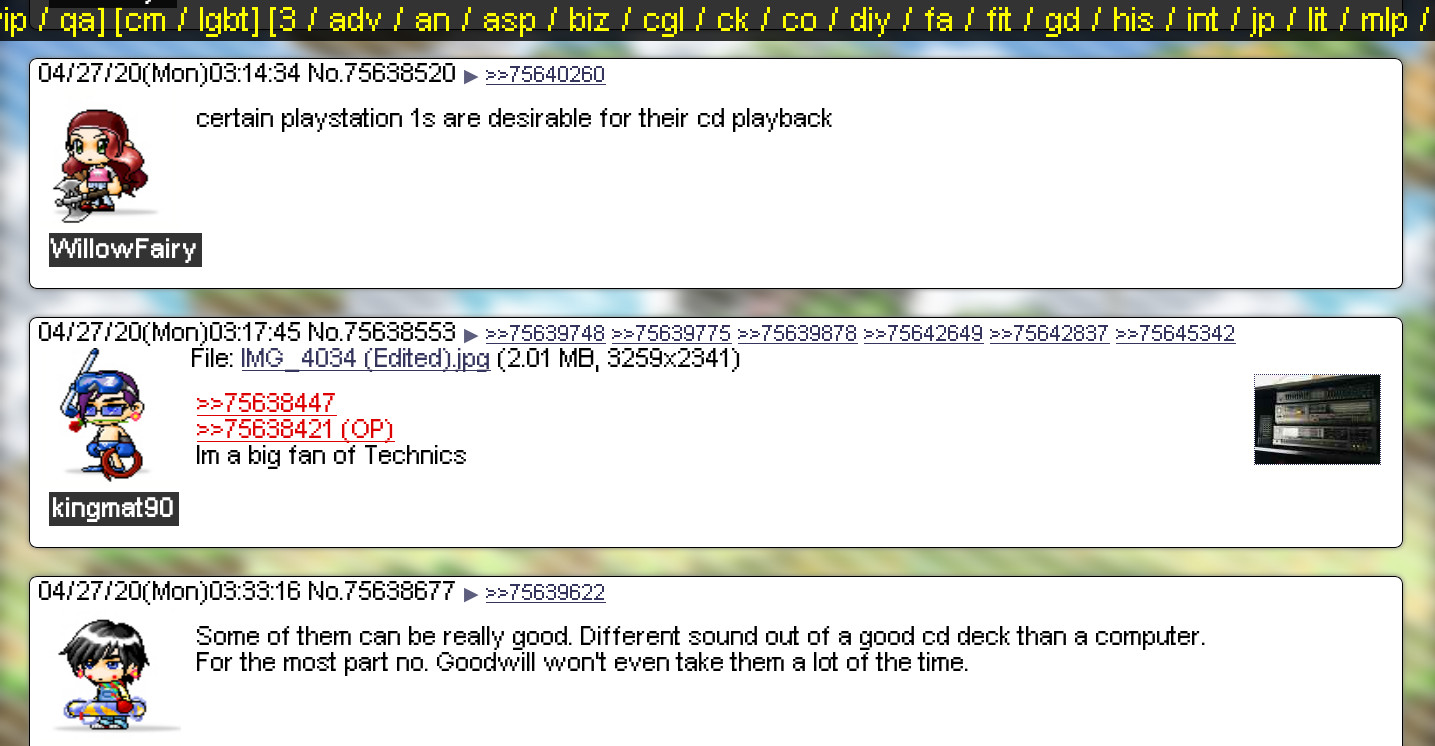 rip / qa] [cm / lgbt] [3 / adv / an / asp / biz / cgl / ck / co / diy / fa / fit / gd / his / int / jp / lit / mlp /
04/27/20(Mon)03:14:34 No.75638520 ▶ >>75640260
certain playstation 1s are desirable for their cd playback
WillowFairy
04/27/20(Mon)03:17:45 No.75638553 ▶ >>75639748 >>75639775 >>75639878 >>75642649 >>75642837 >>75645342
File: IMG_4034 (Edited).jpg (2.01 MB, 3259x2341)
>>75638447
>>75638421 (OP)
Im a big fan of Technics
kingmat90
04/27/20(Mon)03:33:16 No.75638677 ▶ >>75639622
Some of them can be really good. Different sound out of a good cd deck than a computer.
For the most part no. Goodwill won't even take them a lot of the time.